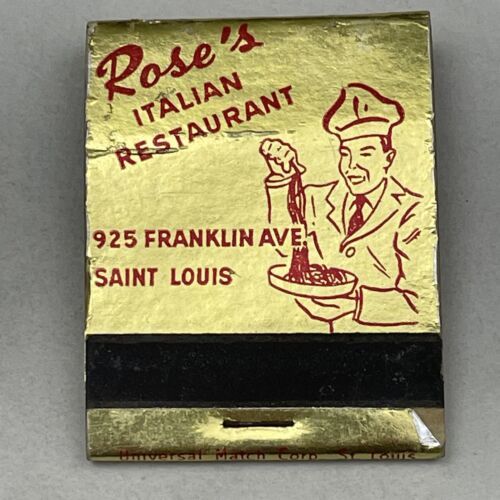 Rose's
ITALIAN
RESTAURANT
925 FRANKLIN AVE.
SAINT LOUIS
Universal Match Corp. St Louis